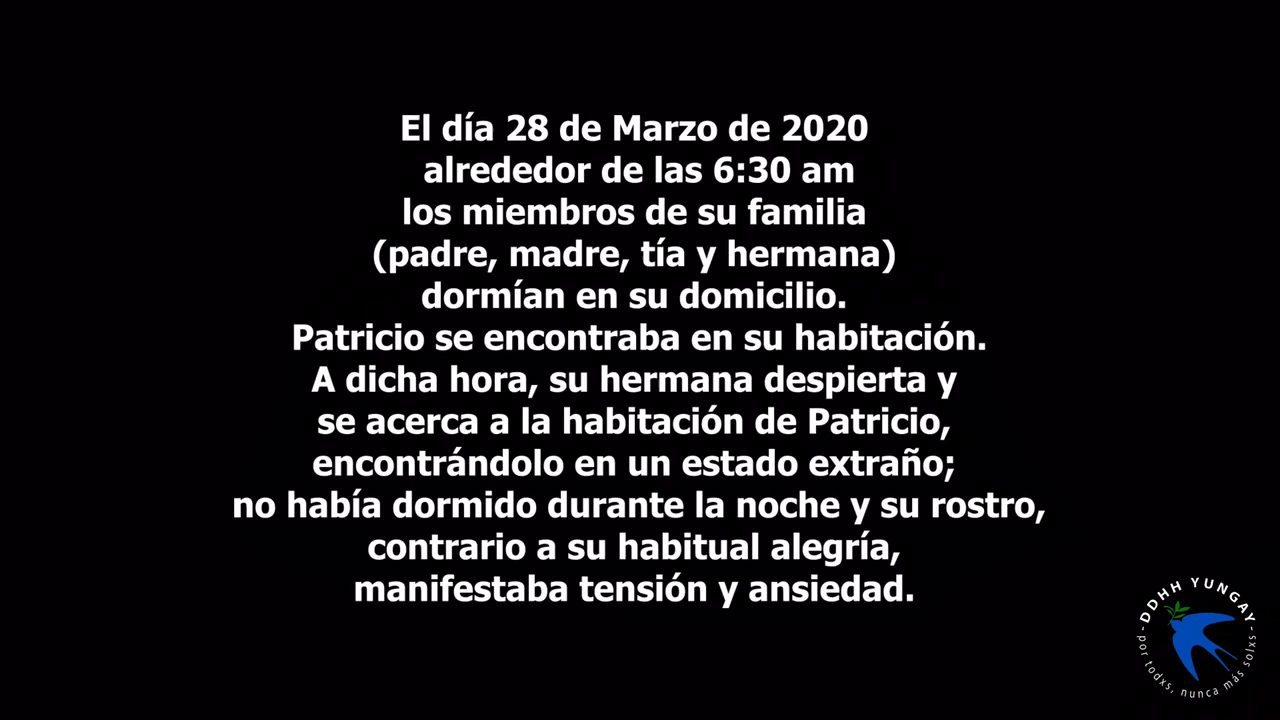 El día 28 de Marzo de 2020
alrededor de las 6:30 am
los miembros de su familia
(padre, madre, tía y hermana)
dormían en su domicilio.
Patricio se encontraba en su habitación.
A dicha hora, su hermana despierta y
se acerca a la habitación de Patricio,
encontrándolo en un estado extraño;
no había dormido durante la noche y su rostro,
contrario a su habitual alegría,
manifestaba tensión y ansiedad.
-DDHH YUNGAY-
por todxs, nunca más solxs